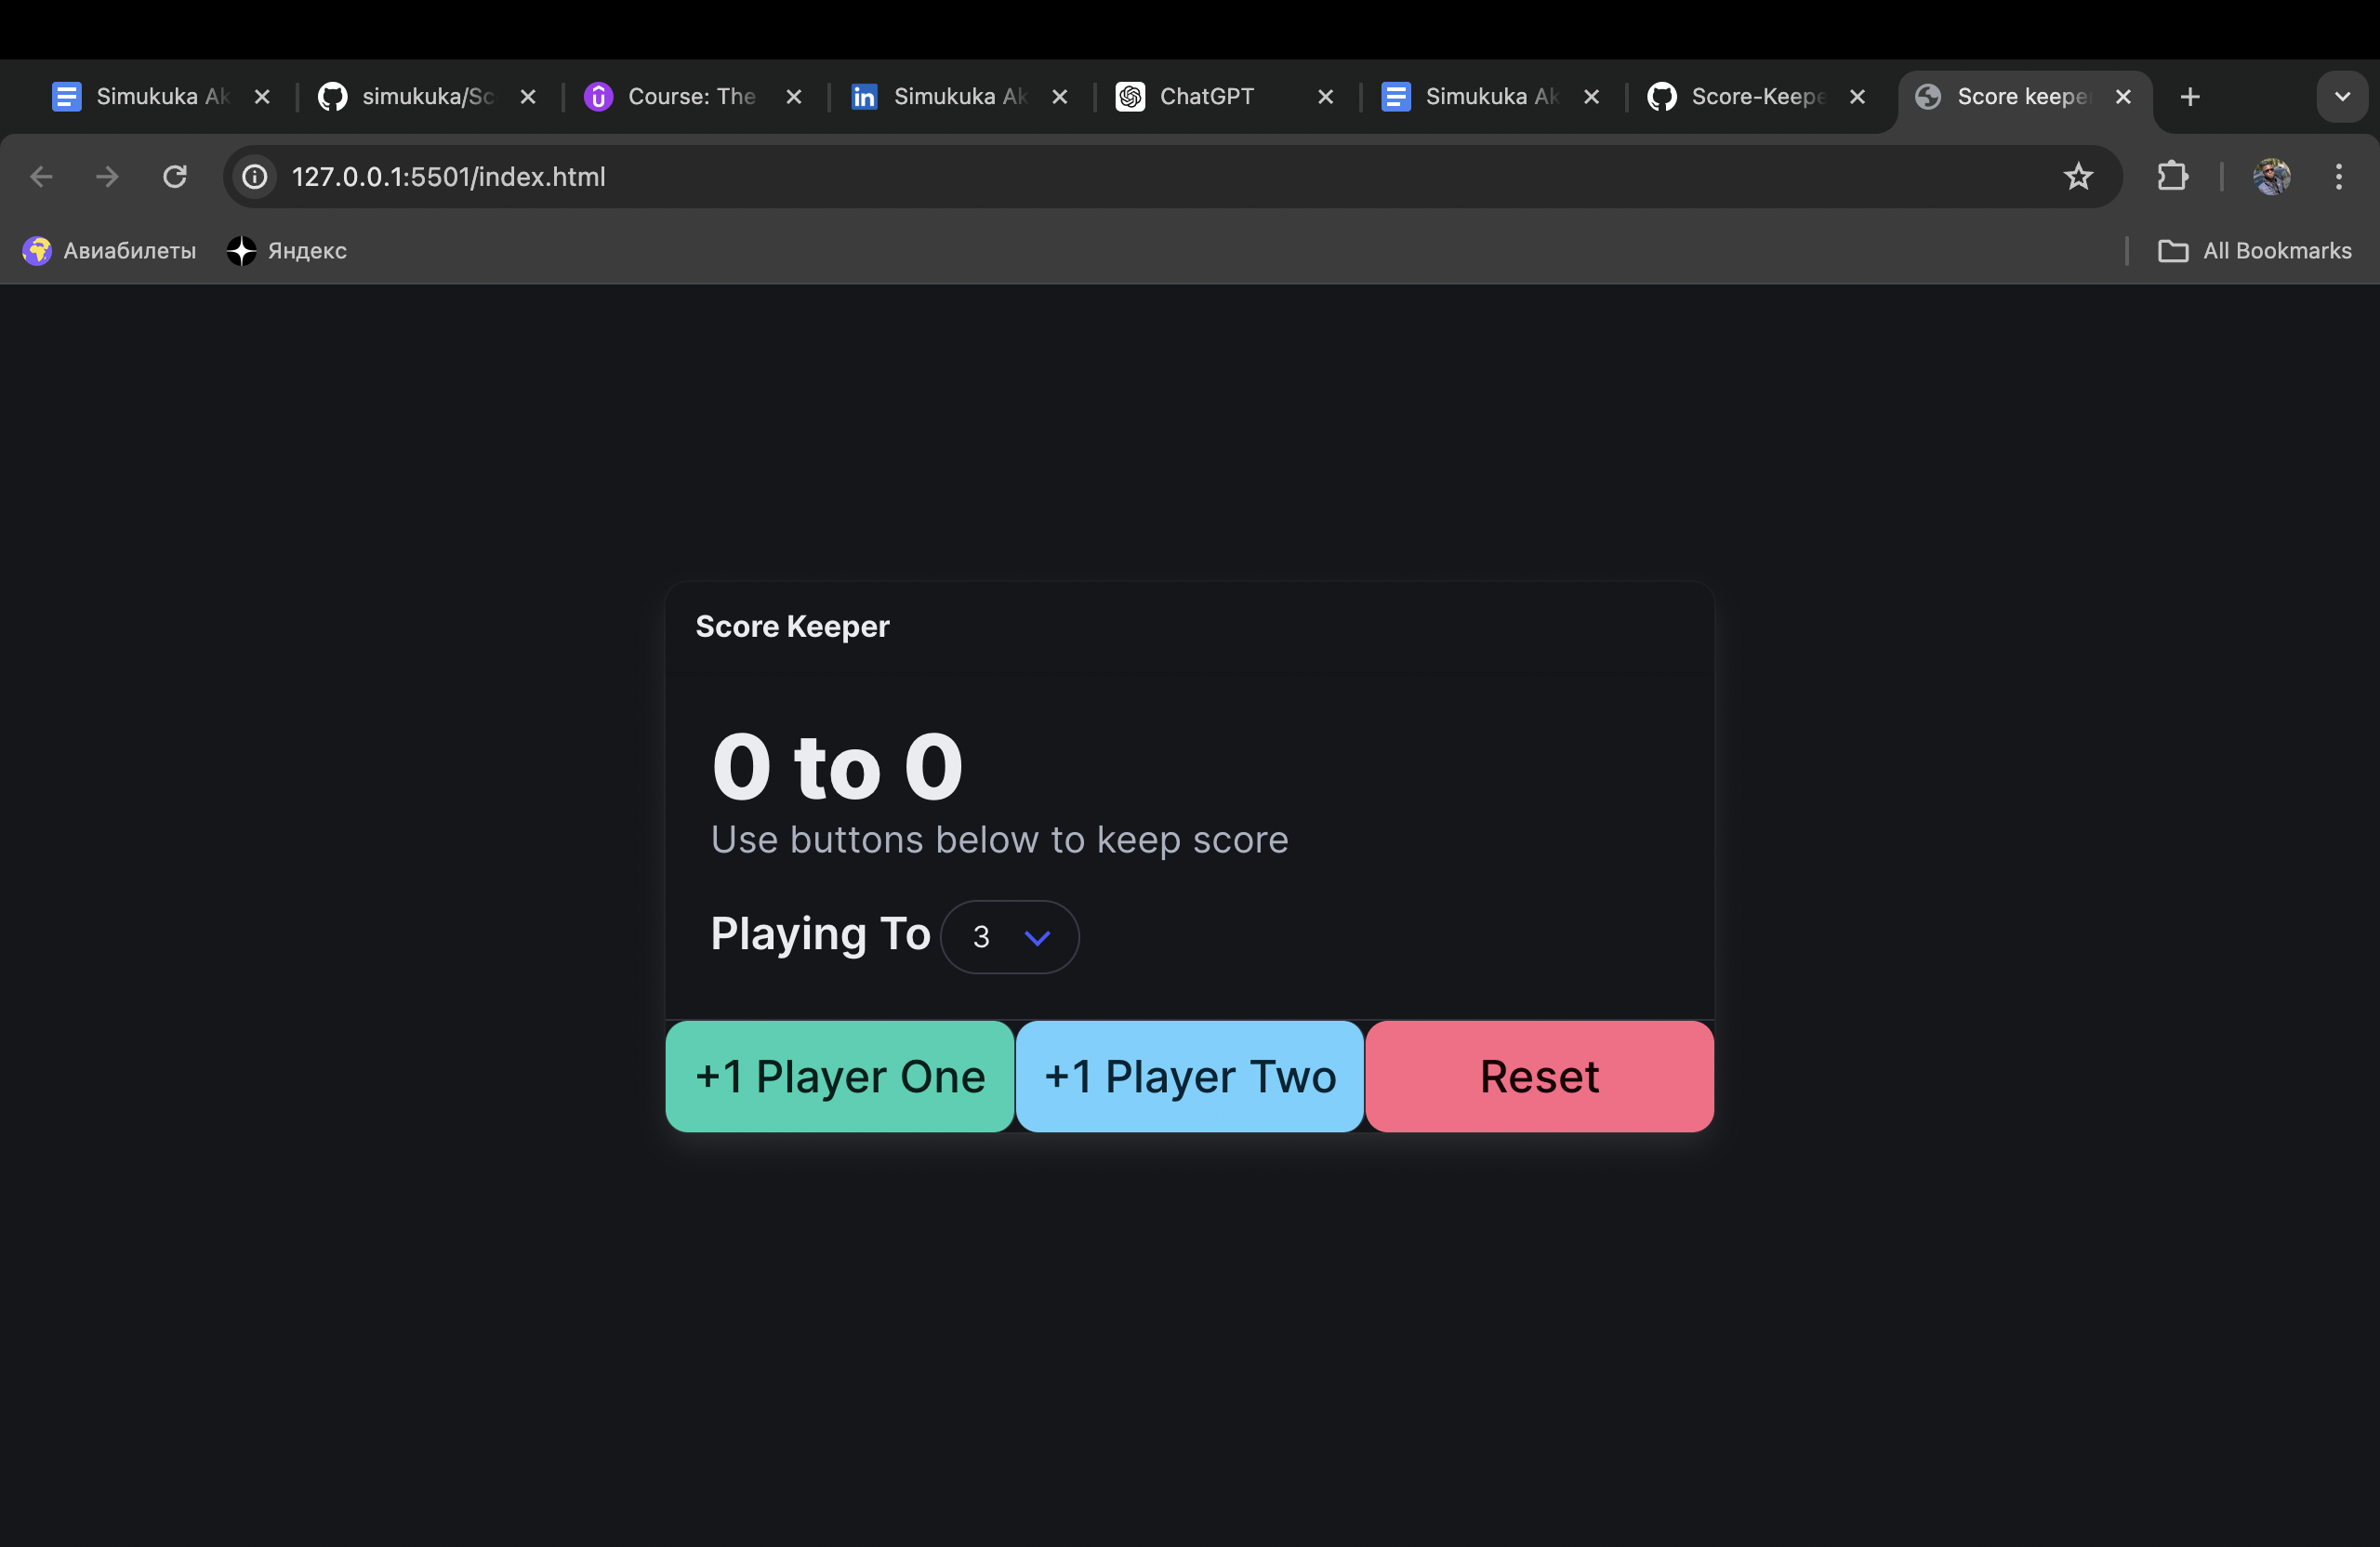 Simukuka Ak simukuka/Sc Course: The Simukuka Ak ChatGPT Simukuka Ak Score-Keepe Score keeper
127.0.0.1:5501/index.html
Авиабилеты Яндекс All Bookmarks
Score Keeper
0 to 0
Use buttons below to keep score
Playing To 3
+1 Player One +1 Player Two Reset